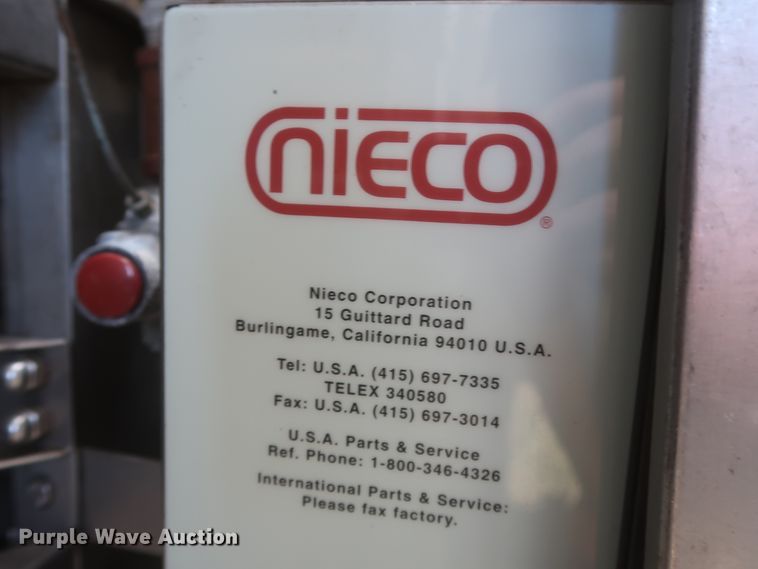 nieco
®
Nieco Corporation
15 Guittard Road
Burlingame, California 94010 U.S.A.
Tel: U.S.A. (415) 697-7335
TELEX 340580
Fax: U.S.A. (415) 697-3014
U.S.A. Parts & Service
Ref. Phone: 1-800-346-4326
International Parts & Service:
Please fax factory.
Purple Wave Auction